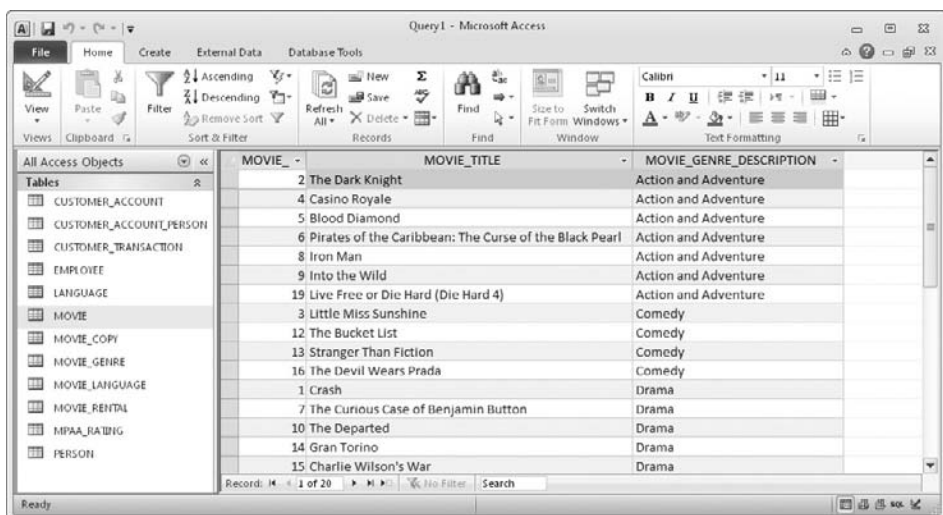 Query1 - Microsoft Access
File Home Create External Data Database Tools
View
Views
Paste
Clipboard
Filter
Ascending
Descending
Remove Sort
Sort & Filter
Refresh All
New
Save
Delete
Records
Find
Find
Size to Fit Form
Switch Windows
Window
Calibri 11
B I U
A
Text Formatting
All Access Objects
Tables
CUSTOMER_ACCOUNT
CUSTOMER_ACCOUNT_PERSON
CUSTOMER_TRANSACTION
EMPLOYEE
LANGUAGE
MOVIE
MOVIE_COPY
MOVIE_GENRE
MOVIE_LANGUAGE
MOVIE_RENTAL
MPAA_RATING
PERSON
MOVIE_ MOVIE_TITLE MOVIE_GENRE_DESCRIPTION
2 The Dark Knight Action and Adventure
4 Casino Royale Action and Adventure
5 Blood Diamond Action and Adventure
6 Pirates of the Caribbean: The Curse of the Black Pearl Action and Adventure
8 Iron Man Action and Adventure
9 Into the Wild Action and Adventure
19 Live Free or Die Hard (Die Hard 4) Action and Adventure
3 Little Miss Sunshine Comedy
12 The Bucket List Comedy
13 Stranger Than Fiction Comedy
16 The Devil Wears Prada Comedy
1 Crash Drama
7 The Curious Case of Benjamin Button Drama
10 The Departed Drama
14 Gran Torino Drama
15 Charlie Wilson's War Drama
Record: 1 of 20 No Filter Search
Ready SQL